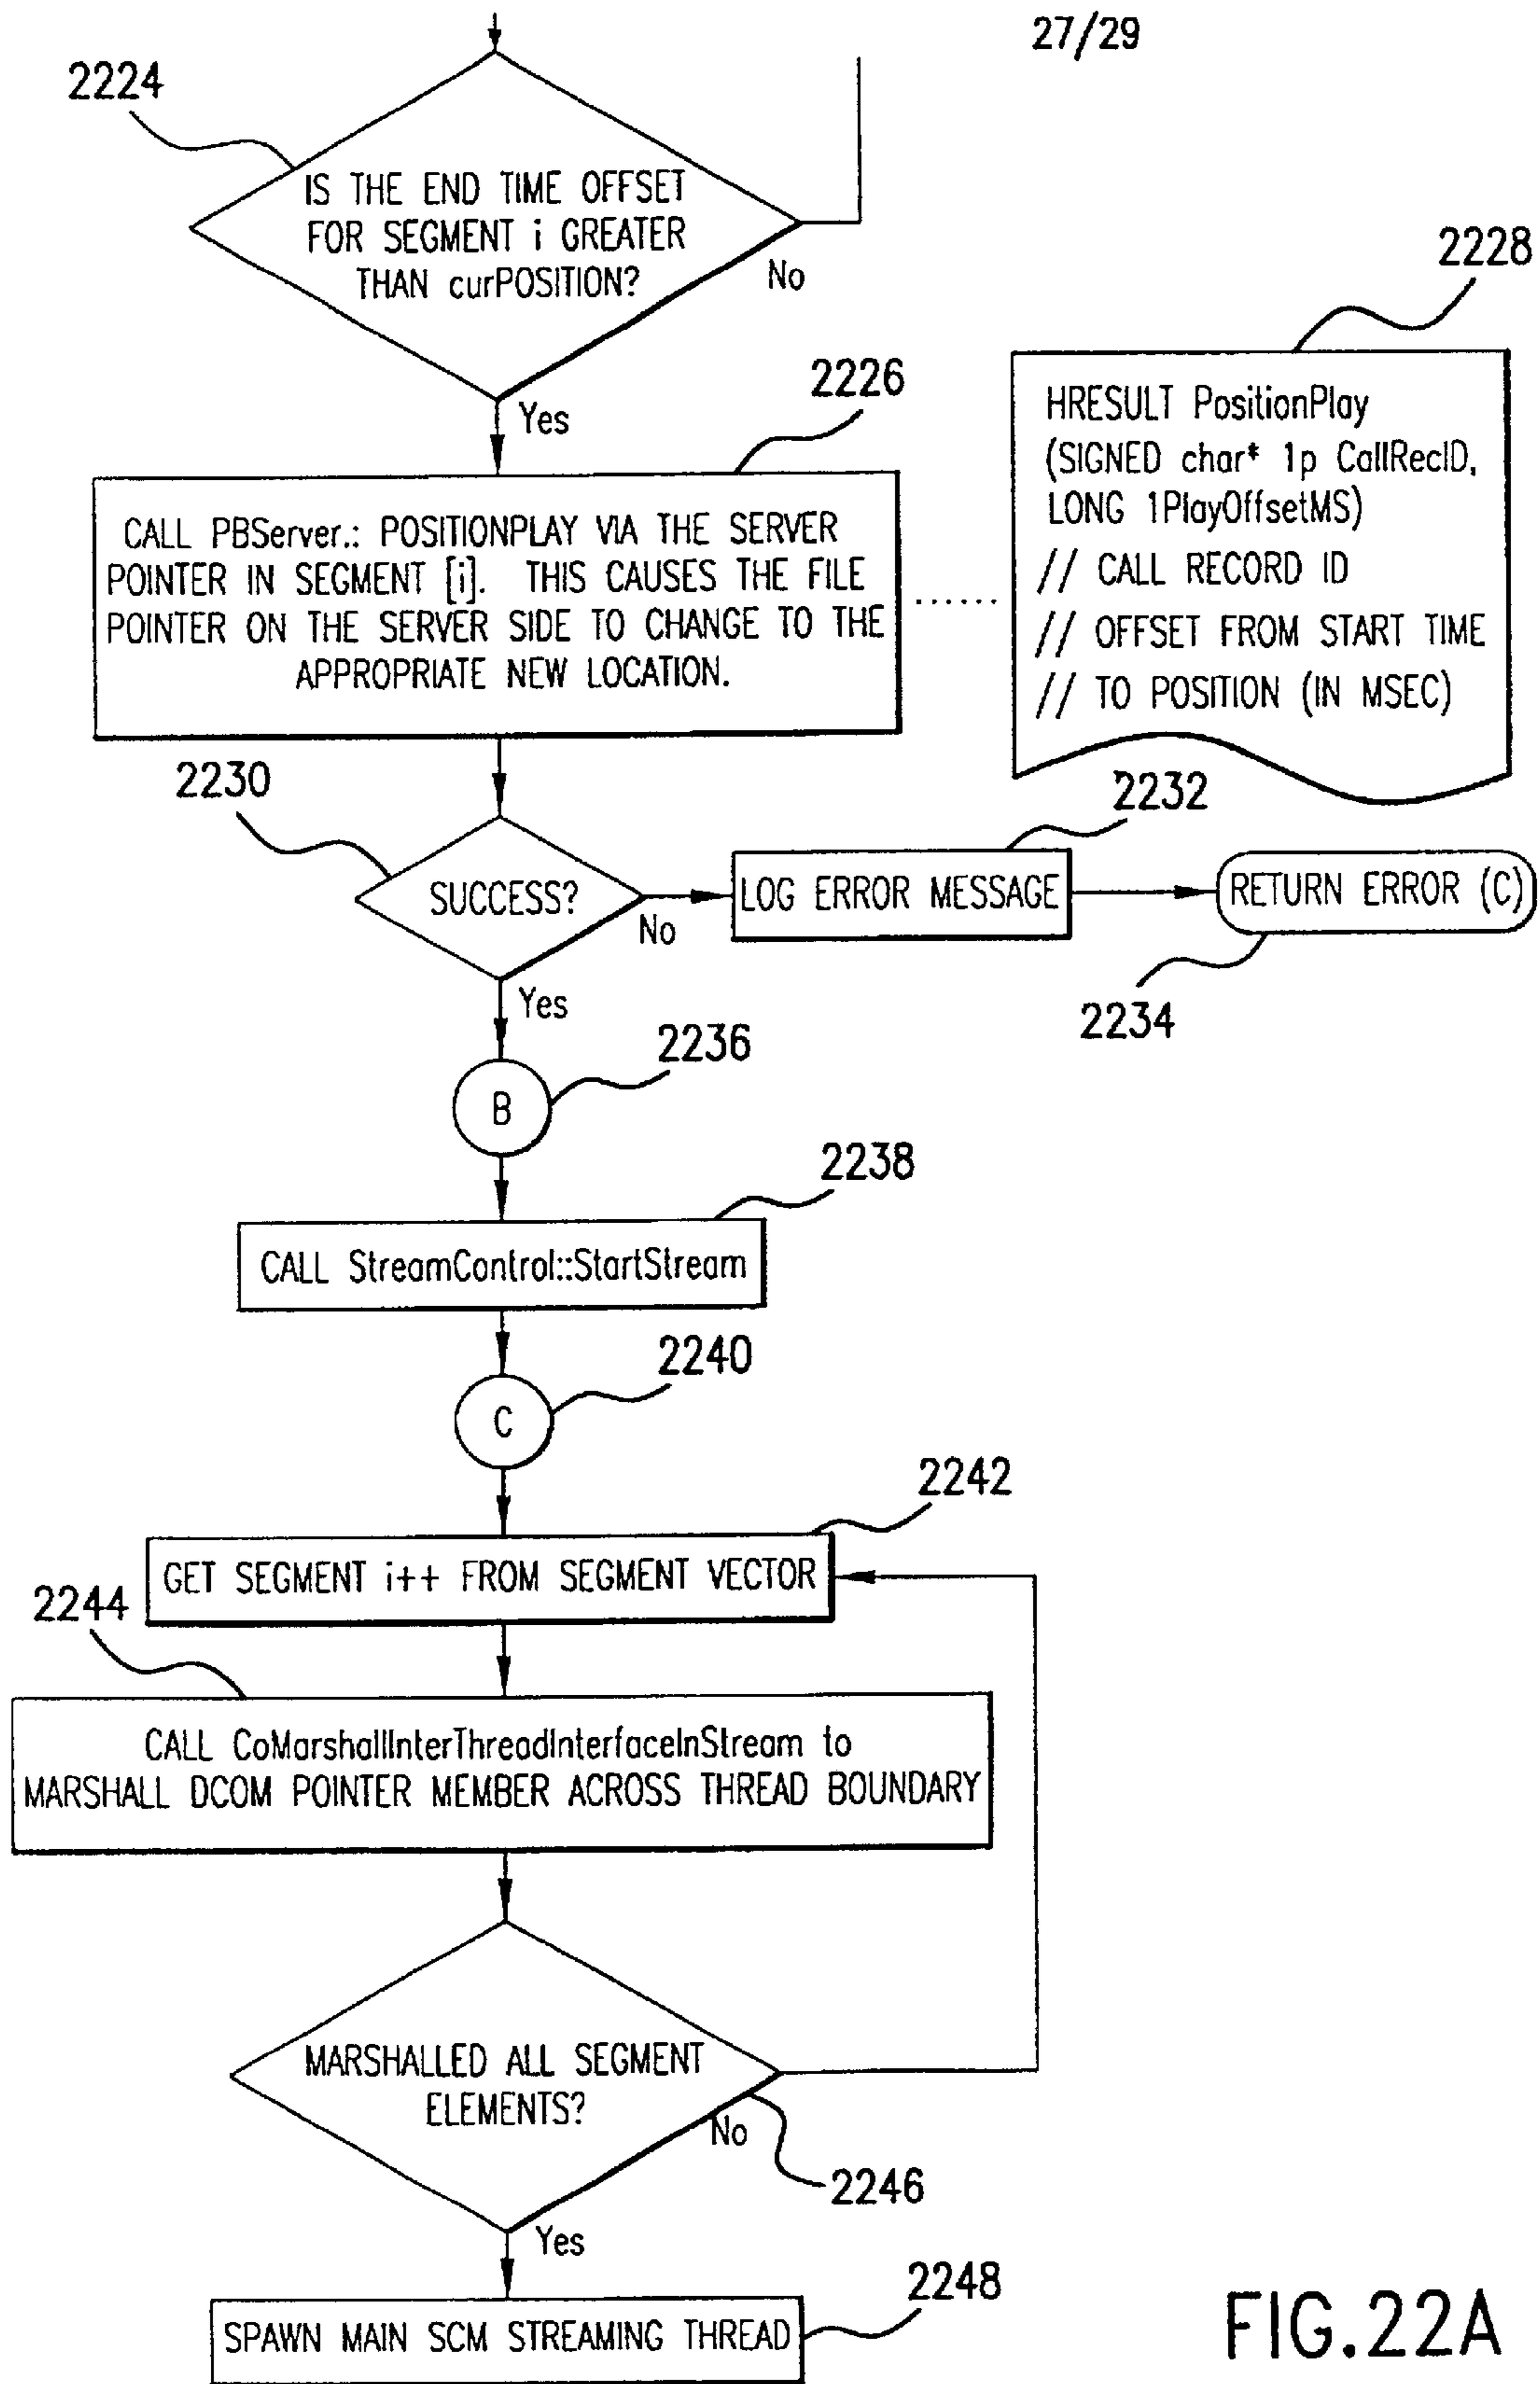 27/29
2224
IS THE END TIME OFFSET
FOR SEGMENT i GREATER
THAN curPOSITION?
No
Yes
2228
HRESULT PositionPlay
(SIGNED char* 1p CallRecID,
LONG 1PlayOffsetMS)
// CALL RECORD ID
// OFFSET FROM START TIME
// TO POSITION (IN MSEC)
2226
CALL PBServer.: POSITIONPLAY VIA THE SERVER
POINTER IN SEGMENT [i]. THIS CAUSES THE FILE
POINTER ON THE SERVER SIDE TO CHANGE TO THE
APPROPRIATE NEW LOCATION.
2230
SUCCESS?
No
Yes
2232
LOG ERROR MESSAGE
RETURN ERROR (C)
2234
B
2236
2238
CALL StreamControl::StartStream
2240
C
2242
GET SEGMENT i++ FROM SEGMENT VECTOR
2244
CALL CoMarshallInterThreadInterfaceInStream to
MARSHALL DCOM POINTER MEMBER ACROSS THREAD BOUNDARY
MARSHALLED ALL SEGMENT
ELEMENTS?
No
2246
Yes
2248
SPAWN MAIN SCM STREAMING THREAD
FIG.22A